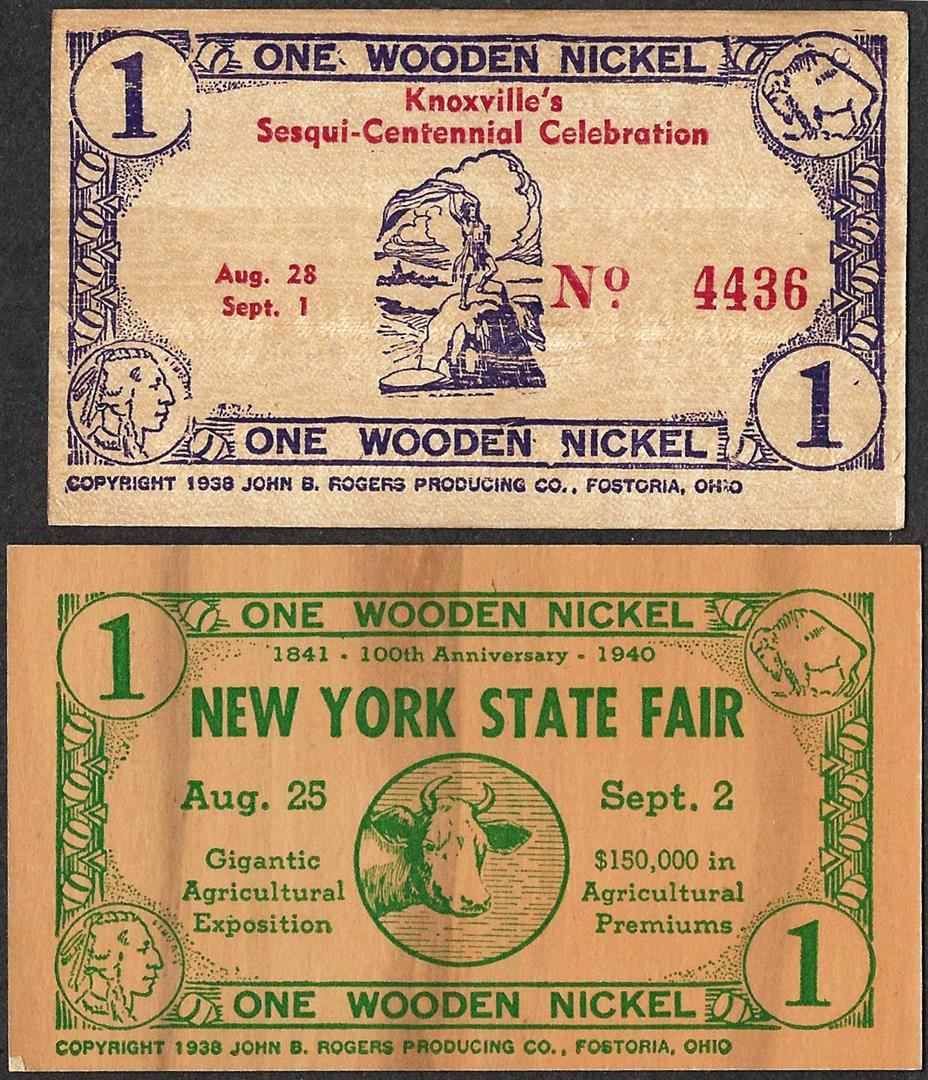 1
ONE WOODEN NICKEL
Knoxville's
Sesqui-Centennial Celebration
Aug. 28
Sept. 1
Nº 4436
1
ONE WOODEN NICKEL
COPYRIGHT 1938 JOHN B. ROGERS PRODUCING CO., FOSTORIA, OHIO
1
ONE WOODEN NICKEL
1841 - 100th Anniversary - 1940
NEW YORK STATE FAIR
Aug. 25
Sept. 2
Gigantic
Agricultural
Exposition
$150,000 in
Agricultural
Premiums
1
ONE WOODEN NICKEL
COPYRIGHT 1938 JOHN B. ROGERS PRODUCING CO., FOSTORIA, OHIO